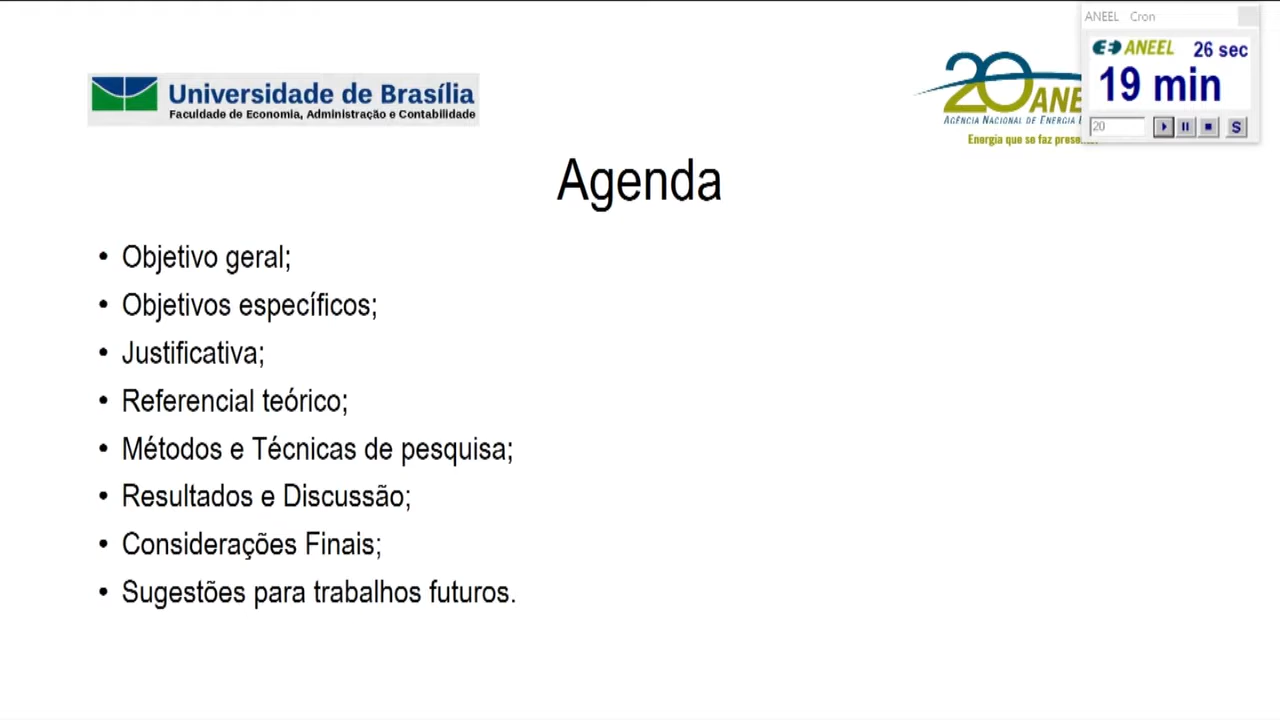 ANEEL Cron
ANEEL 26 sec
19 min
20
S
Universidade de Brasília
Faculdade de Economia, Administração e Contabilidade
20 ANE
AGÊNCIA NACIONAL DE ENERGIA
Energia que se faz
Agenda
• Objetivo geral;
• Objetivos específicos;
• Justificativa;
• Referencial teórico;
• Métodos e Técnicas de pesquisa;
• Resultados e Discussão;
• Considerações Finais;
• Sugestões para trabalhos futuros.